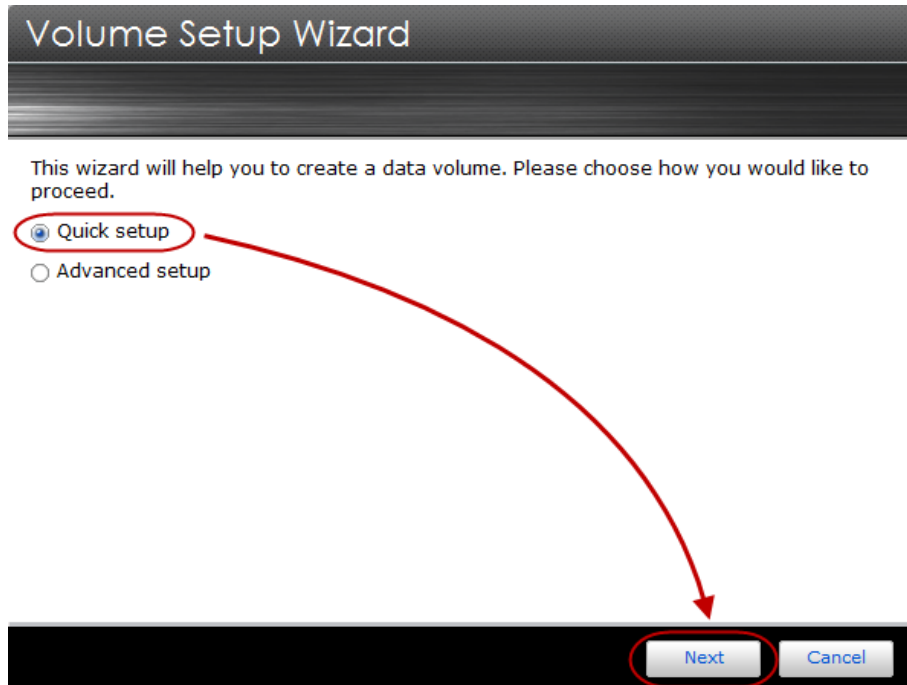 Volume Setup Wizard
This wizard will help you to create a data volume. Please choose how you would like to
proceed.
Quick setup
Advanced setup
Next
Cancel